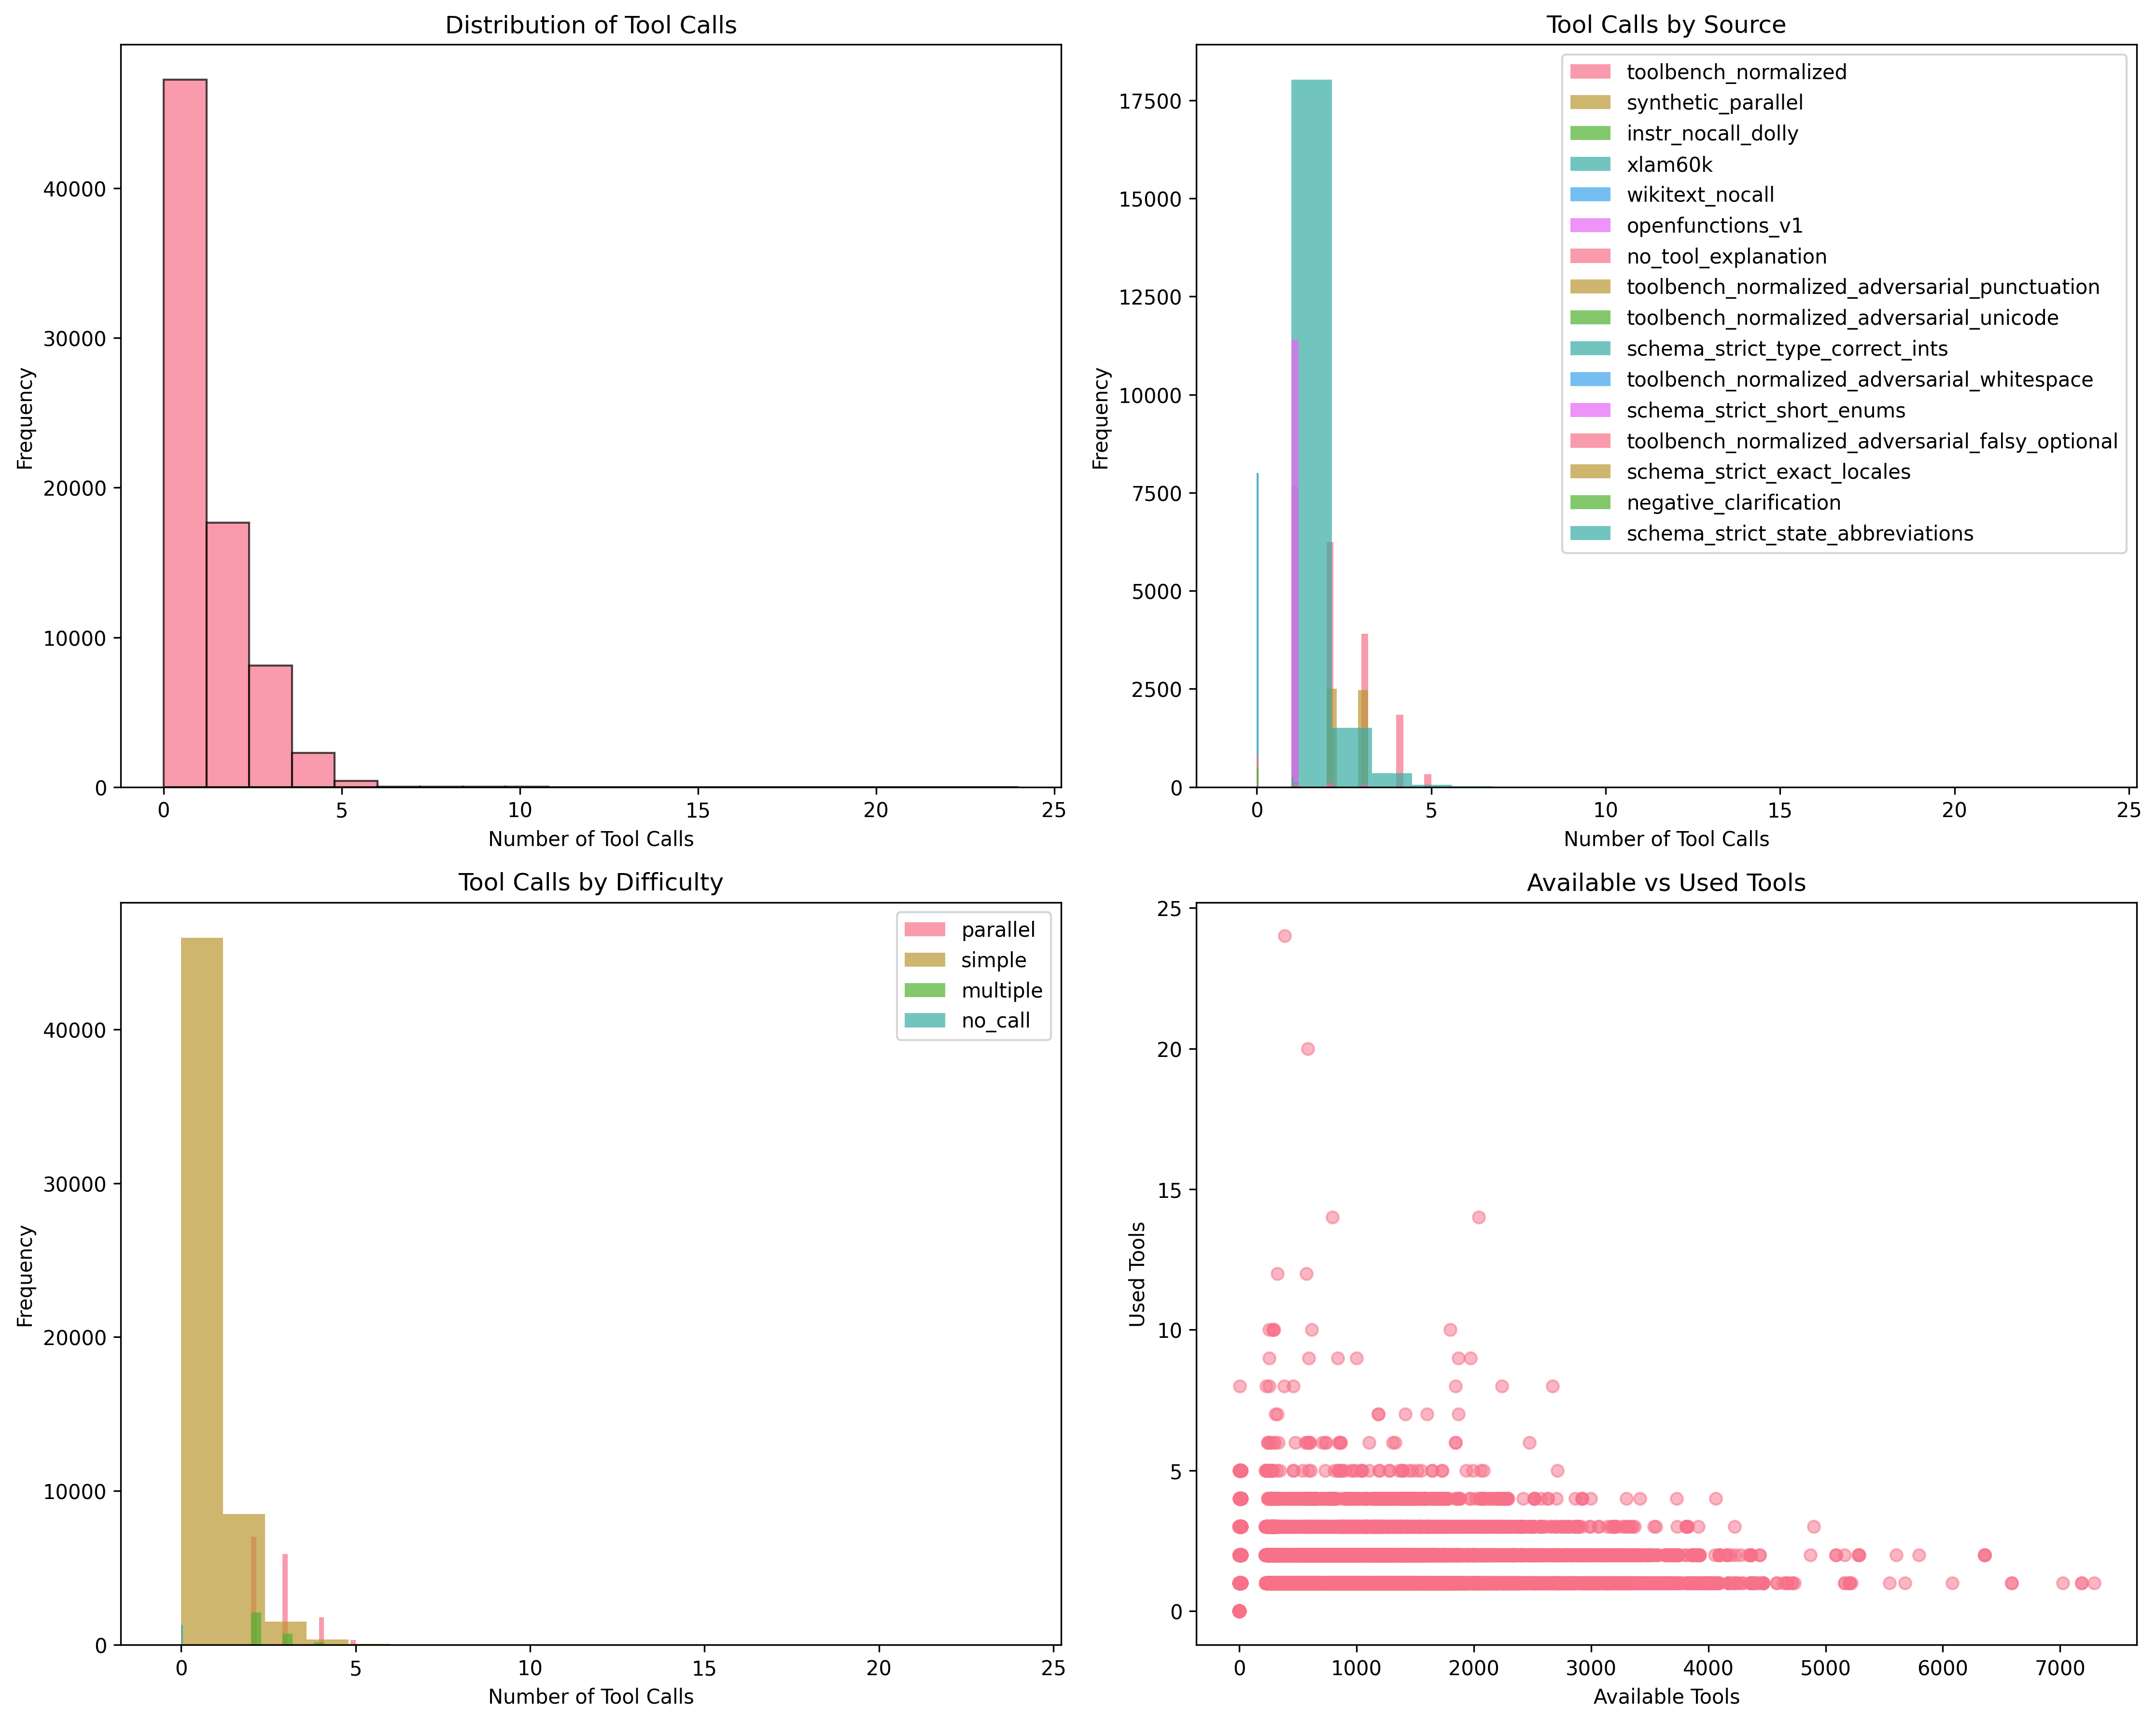 Distribution of Tool Calls
Frequency
40000
30000
20000
10000
0
0 5 10 15 20 25
Number of Tool Calls
Tool Calls by Source
Frequency
17500
15000
12500
10000
7500
5000
2500
0
toolbench_normalized
synthetic_parallel
instr_nocall_dolly
xlam60k
wikitext_nocall
openfunctions_v1
no_tool_explanation
toolbench_normalized_adversarial_punctuation
toolbench_normalized_adversarial_unicode
schema_strict_type_correct_ints
toolbench_normalized_adversarial_whitespace
schema_strict_short_enums
toolbench_normalized_adversarial_falsy_optional
schema_strict_exact_locales
negative_clarification
schema_strict_state_abbreviations
0 5 10 15 20 25
Number of Tool Calls
Tool Calls by Difficulty
Frequency
40000
30000
20000
10000
0
parallel
simple
multiple
no_call
0 5 10 15 20 25
Number of Tool Calls
Available vs Used Tools
Used Tools
25
20
15
10
5
0
0 1000 2000 3000 4000 5000 6000 7000
Available Tools